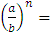 (a/b)^n =